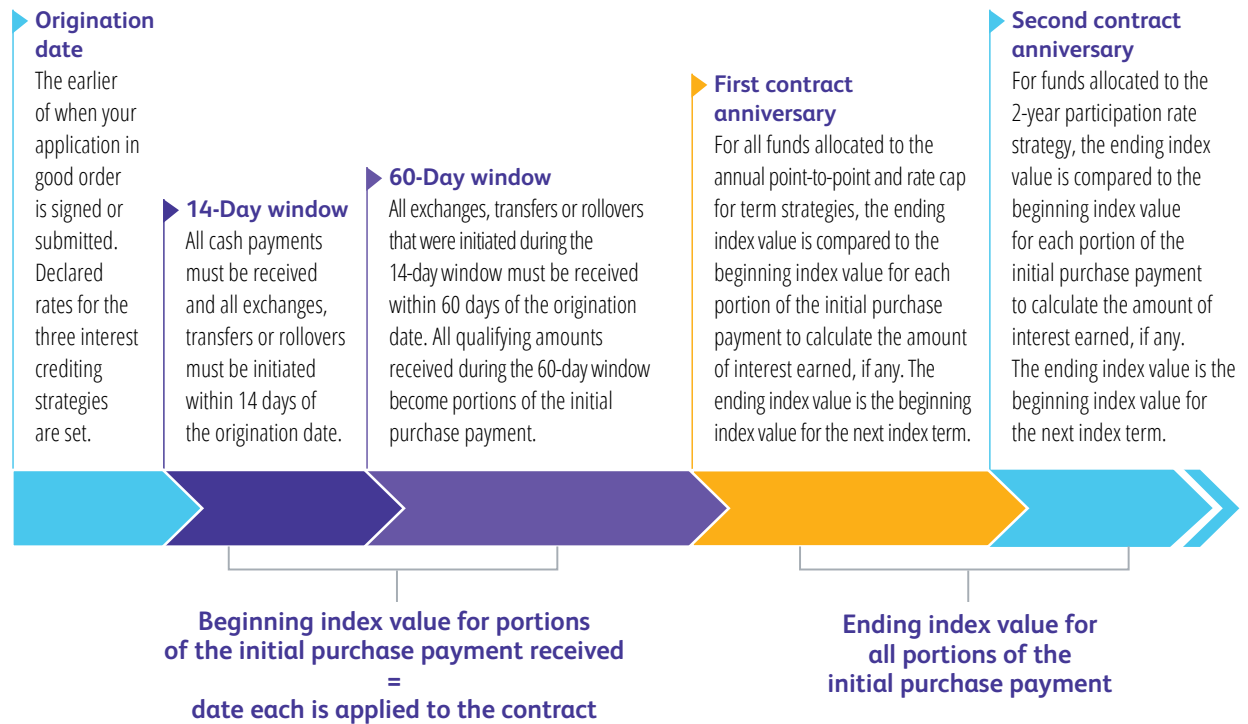 Origination
date
The earlier
of when your
application in
good order
is signed or
submitted.
Declared
rates for the
three interest
crediting
strategies
are set.
14-Day window
All cash payments
must be received
and all exchanges,
transfers or rollovers
must be initiated
within 14 days of
the origination date.
60-Day window
All exchanges, transfers or rollovers
that were initiated during the
14-day window must be received
within 60 days of the origination
date. All qualifying amounts
received during the 60-day window
become portions of the initial
purchase payment.
First contract
anniversary
For all funds allocated to the
annual point-to-point and rate cap
for term strategies, the ending
index value is compared to the
beginning index value for each
portion of the initial purchase
payment to calculate the amount
of interest earned, if any. The
ending index value is the beginning
index value for the next index term.
Second contract
anniversary
For funds allocated to the
2-year participation rate
strategy, the ending index
value is compared to the
beginning index value
for each portion of the
initial purchase payment
to calculate the amount of
interest earned, if any.
The ending index value is the
beginning index value for
the next index term.
Beginning index value for portions
of the initial purchase payment received
=
date each is applied to the contract
Ending index value for
all portions of the
initial purchase payment